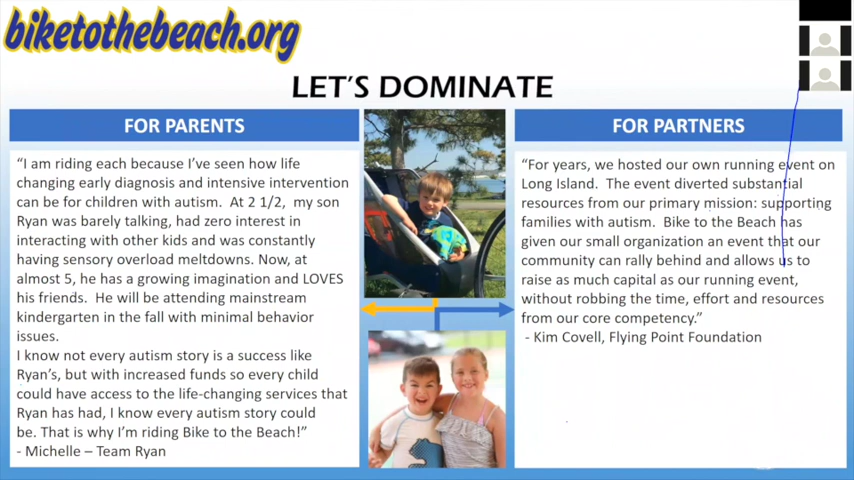 biketothebeach.org
LET'S DOMINATE
FOR PARENTS
“I am riding each because I’ve seen how life
changing early diagnosis and intensive intervention
can be for children with autism.  At 2 1/2,  my son
Ryan was barely talking, had zero interest in
interacting with other kids and was constantly
having sensory overload meltdowns. Now, at
almost 5, he has a growing imagination and LOVES
his friends.  He will be attending mainstream
kindergarten in the fall with minimal behavior
issues.
I know not every autism story is a success like
Ryan’s, but with increased funds so every child
could have access to the life-changing services that
Ryan has had, I know every autism story could
be. That is why I’m riding Bike to the Beach!”
- Michelle – Team Ryan
FOR PARTNERS
“For years, we hosted our own running event on
Long Island.  The event diverted substantial
resources from our primary mission: supporting
families with autism.  Bike to the Beach has
given our small organization an event that our
community can rally behind and allows us to
raise as much capital as our running event,
without robbing the time, effort and resources
from our core competency.”
- Kim Covell, Flying Point Foundation